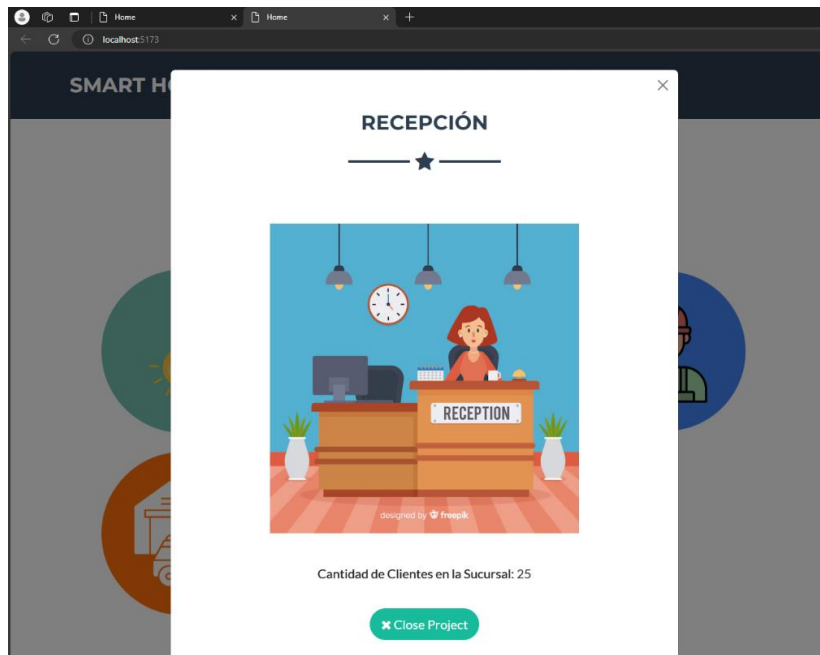 Home
Home
localhost:5173
SMART HO
RECEPCIÓN
RECEPTION
designed by freepik
Cantidad de Clientes en la Sucursal: 25
Close Project